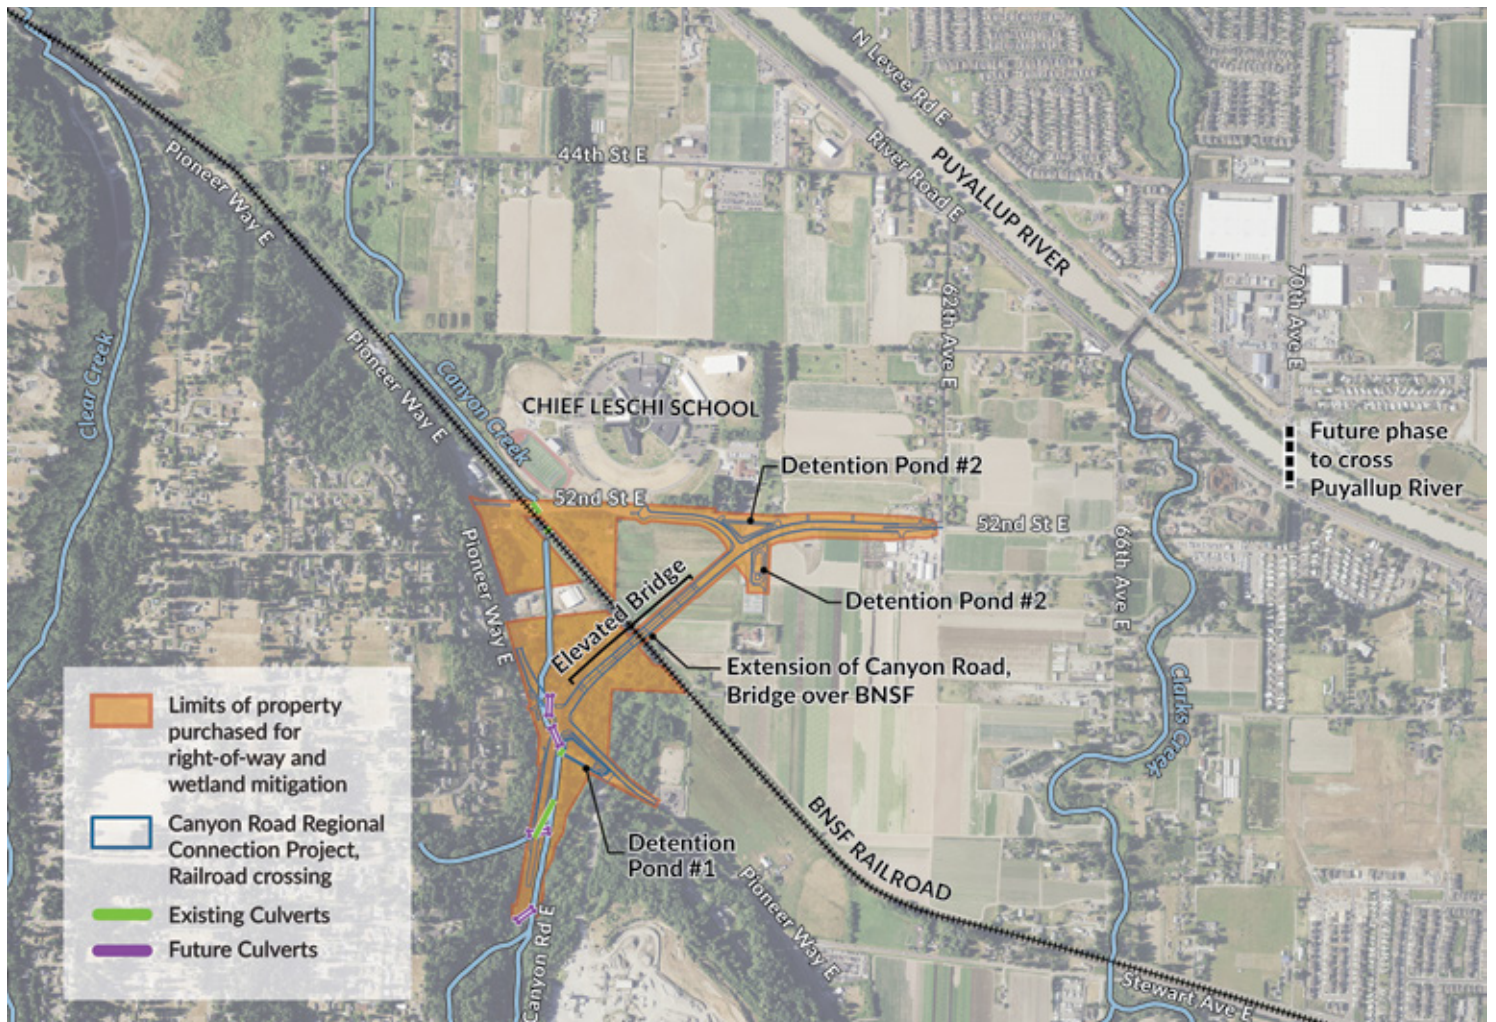 N Levee Rd E
River Road E
PUYALLUP RIVER
44th St E
Pioneer Way E
62th Ave E
70th Ave E
Clear Creek
Pioneer Way E
Canyon Creek
CHIEF LESCHI SCHOOL
Future phase
to cross
Puyallup River
Detention Pond #2
52nd St E
52nd St E
66th Ave E
Pioneer Way E
Elevated Bridge
Detention Pond #2
Extension of Canyon Road,
Bridge over BNSF
Clarks Creek
Limits of property
purchased for
right-of-way and
wetland mitigation
Canyon Road Regional
Connection Project,
Railroad crossing
Existing Culverts
Future Culverts
Detention
Pond #1
BNSF RAILROAD
Pioneer Way E
Canyon Rd E
Stewart Ave E